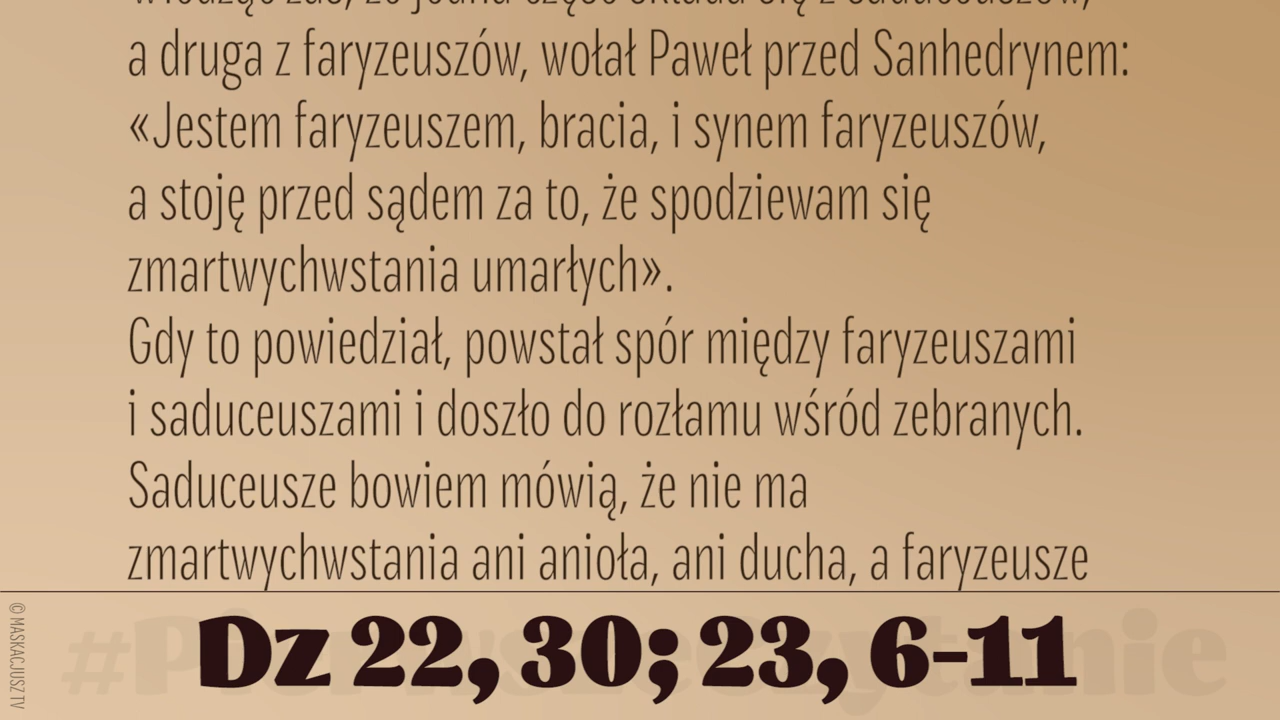 a druga z faryzeuszów, wołał Paweł przed Sanhedrynem:
«Jestem faryzeuszem, bracia, i synem faryzeuszów,
a stoję przed sądem za to, że spodziewam się
zmartwychwstania umarłych».
Gdy to powiedział, powstał spór między faryzeuszami
i saduceuszami i doszło do rozłamu wśród zebranych.
Saduceusze bowiem mówią, że nie ma
zmartwychwstania ani anioła, ani ducha, a faryzeusze
Dz 22, 30; 23, 6-11
© MASKACJUSZ TV